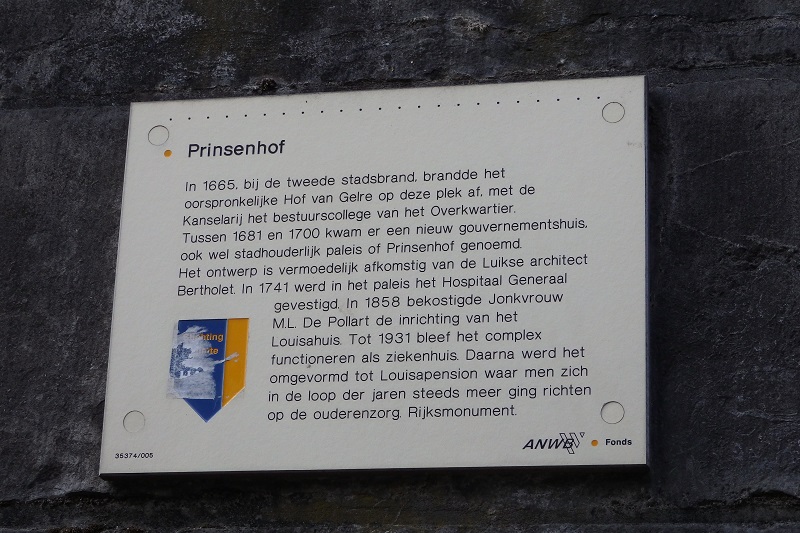 Prinsenhof
In 1665, bij de tweede stadsbrand, brandde het
oorspronkelijke Hof van Gelre op deze plek af, met de
Kanselarij het bestuurscollege van het Overkwartier.
Tussen 1681 en 1700 kwam er een nieuw gouvernementshuis,
ook wel stadhouderlijk paleis of Prinsenhof genoemd.
Het ontwerp is vermoedelijk afkomstig van de Luikse architect
Bertholet. In 1741 werd in het paleis het Hospitaal Generaal
gevestigd. In 1858 bekostigde Jonkvrouw
M.L. De Pollart de inrichting van het
Louisahuis. Tot 1931 bleef het complex
functioneren als ziekenhuis. Daarna werd het
omgevormd tot Louisapension waar men zich
in de loop der jaren steeds meer ging richten
op de ouderenzorg. Rijksmonument.
35374/005
ANWB Fonds